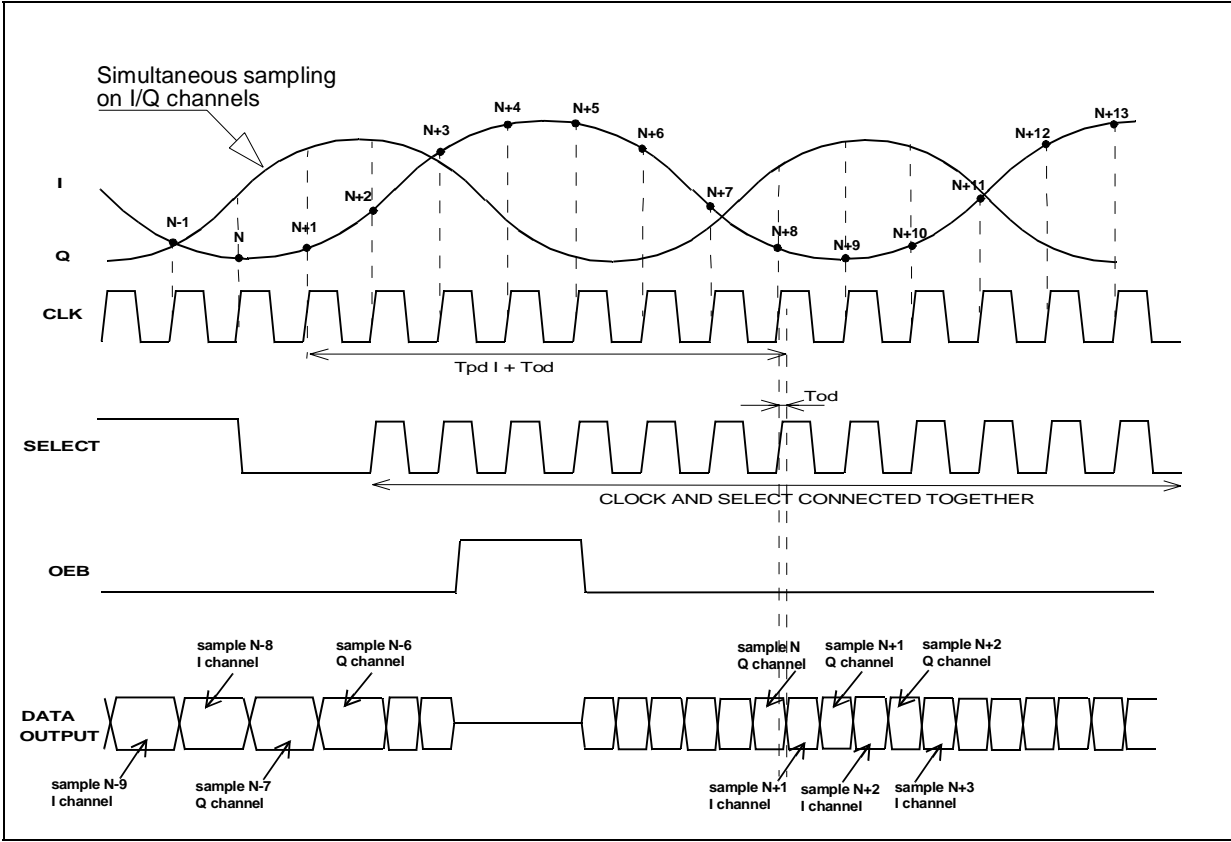 Simultaneous sampling
on I/Q channels
N+4
N+5
N+13
N+3
N+6
N+12
I
N+2
N+7
N+11
N-1
N
N+1
N+8
N+9
N+10
Q
CLK
Tpd I + Tod
Tod
SELECT
CLOCK AND SELECT CONNECTED TOGETHER
OEB
sample N-8
I channel
sample N-6
Q channel
sample N
Q channel
sample N+1
Q channel
sample N+2
Q channel
DATA
OUTPUT
sample N-9
I channel
sample N-7
Q channel
sample N+1
I channel
sample N+2
I channel
sample N+3
I channel